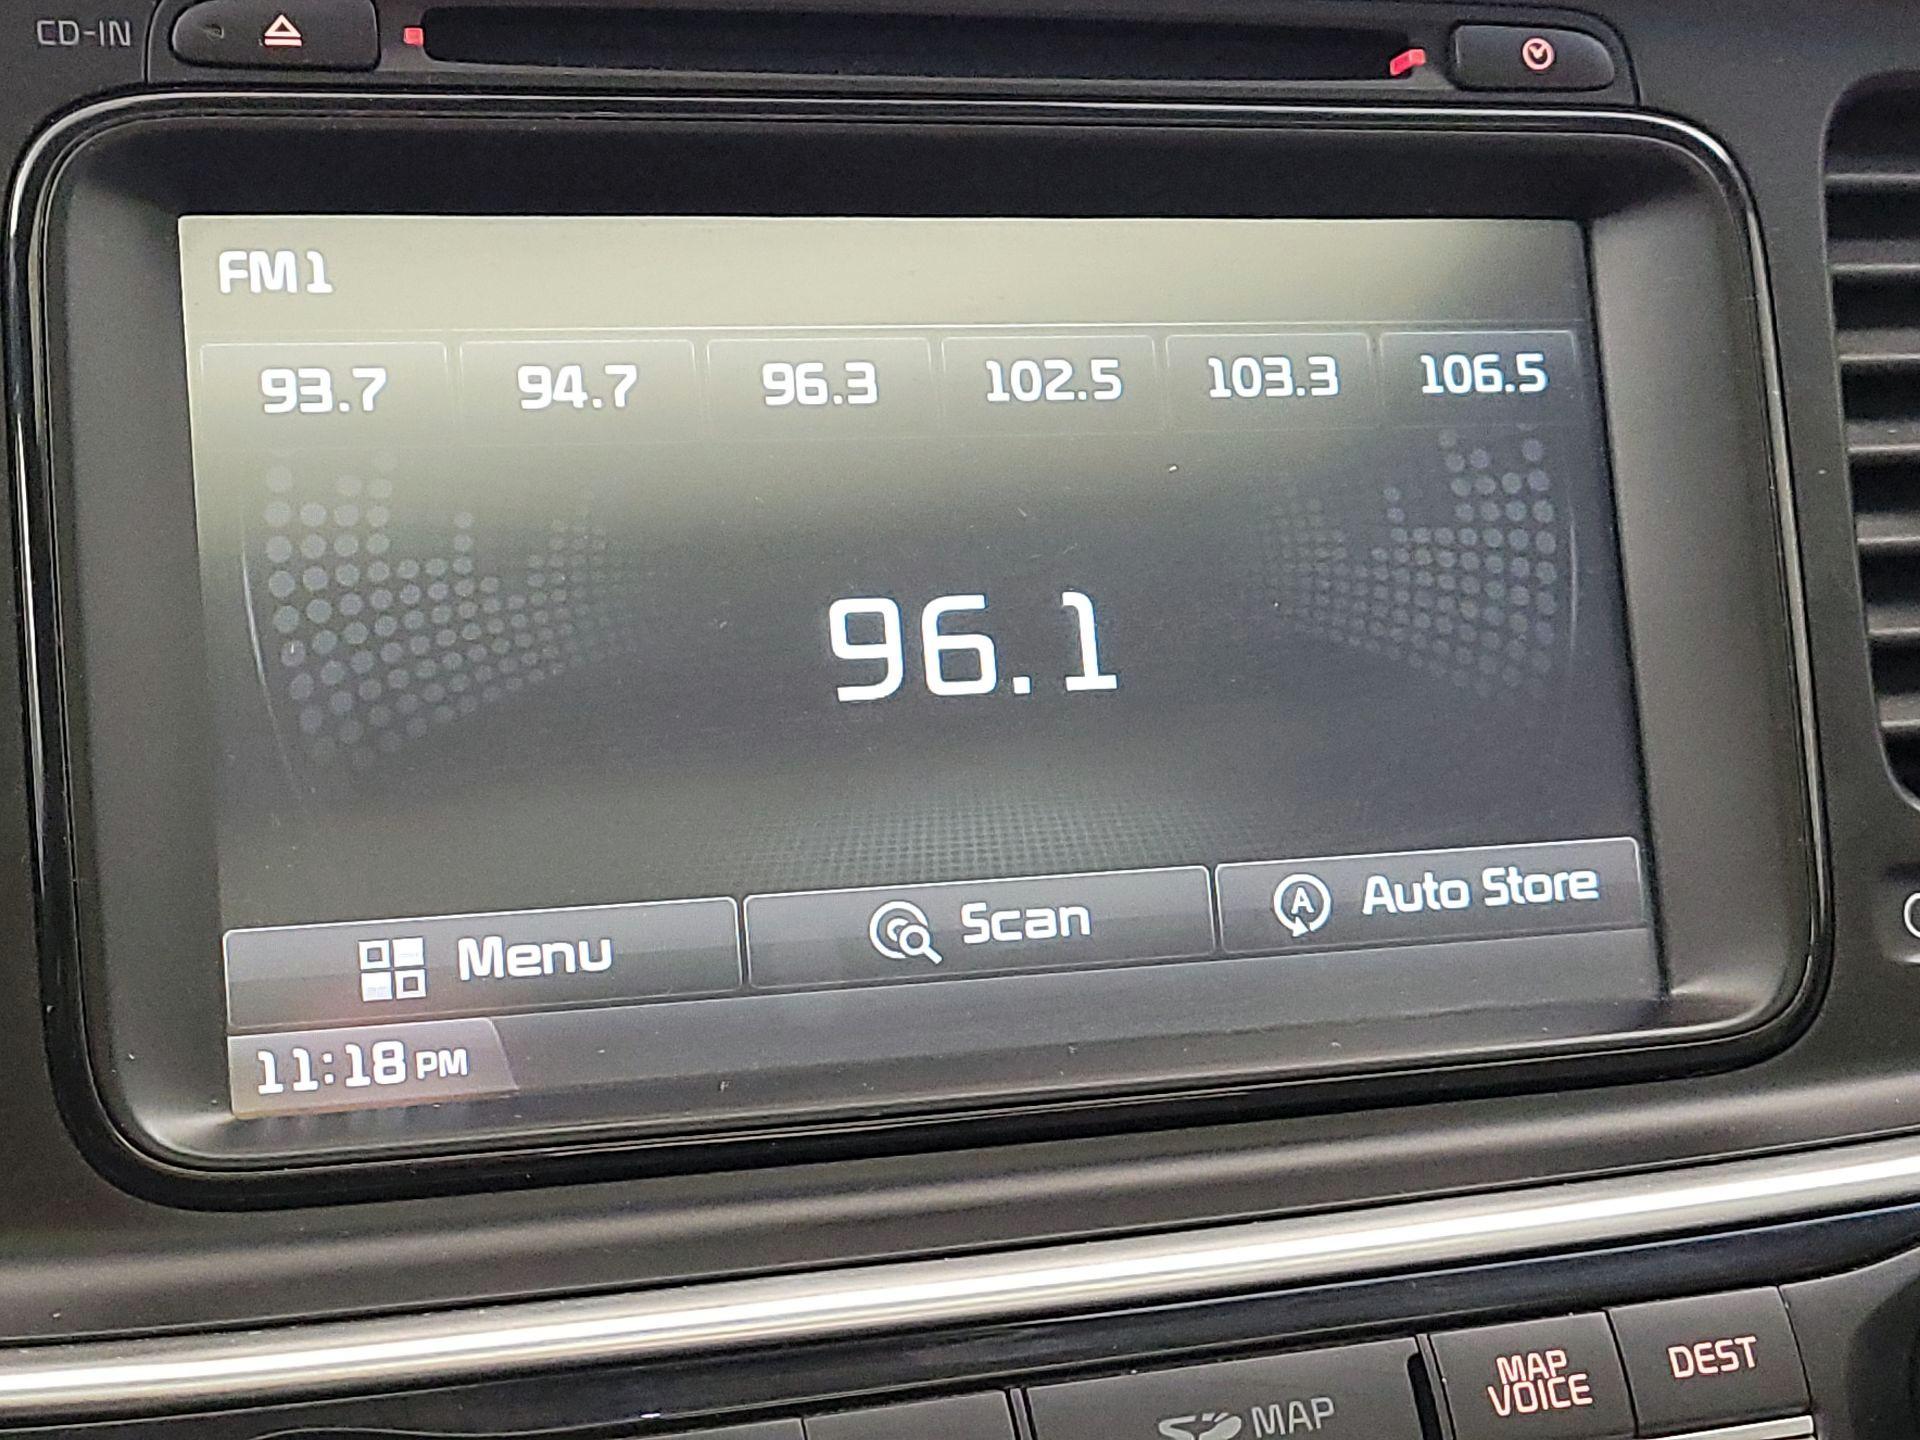 CD-IN
FM1
93.7 94.7 96.3 102.5 103.3 106.5
96.1
Menu Scan A Auto Store
11:18 PM
MAP
MAP VOICE
DEST